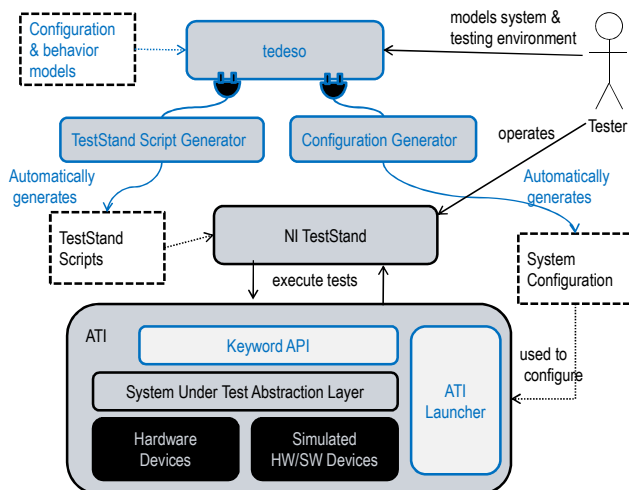 Configuration
& behavior
models
tedeso
models system &
testing environment
Tester
TestStand Script Generator
Configuration Generator
operates
Automatically
generates
Automatically
generates
TestStand
Scripts
NI TestStand
System
Configuration
execute tests
ATI
Keyword API
System Under Test Abstraction Layer
Hardware
Devices
Simulated
HW/SW Devices
ATI
Launcher
used to
configure